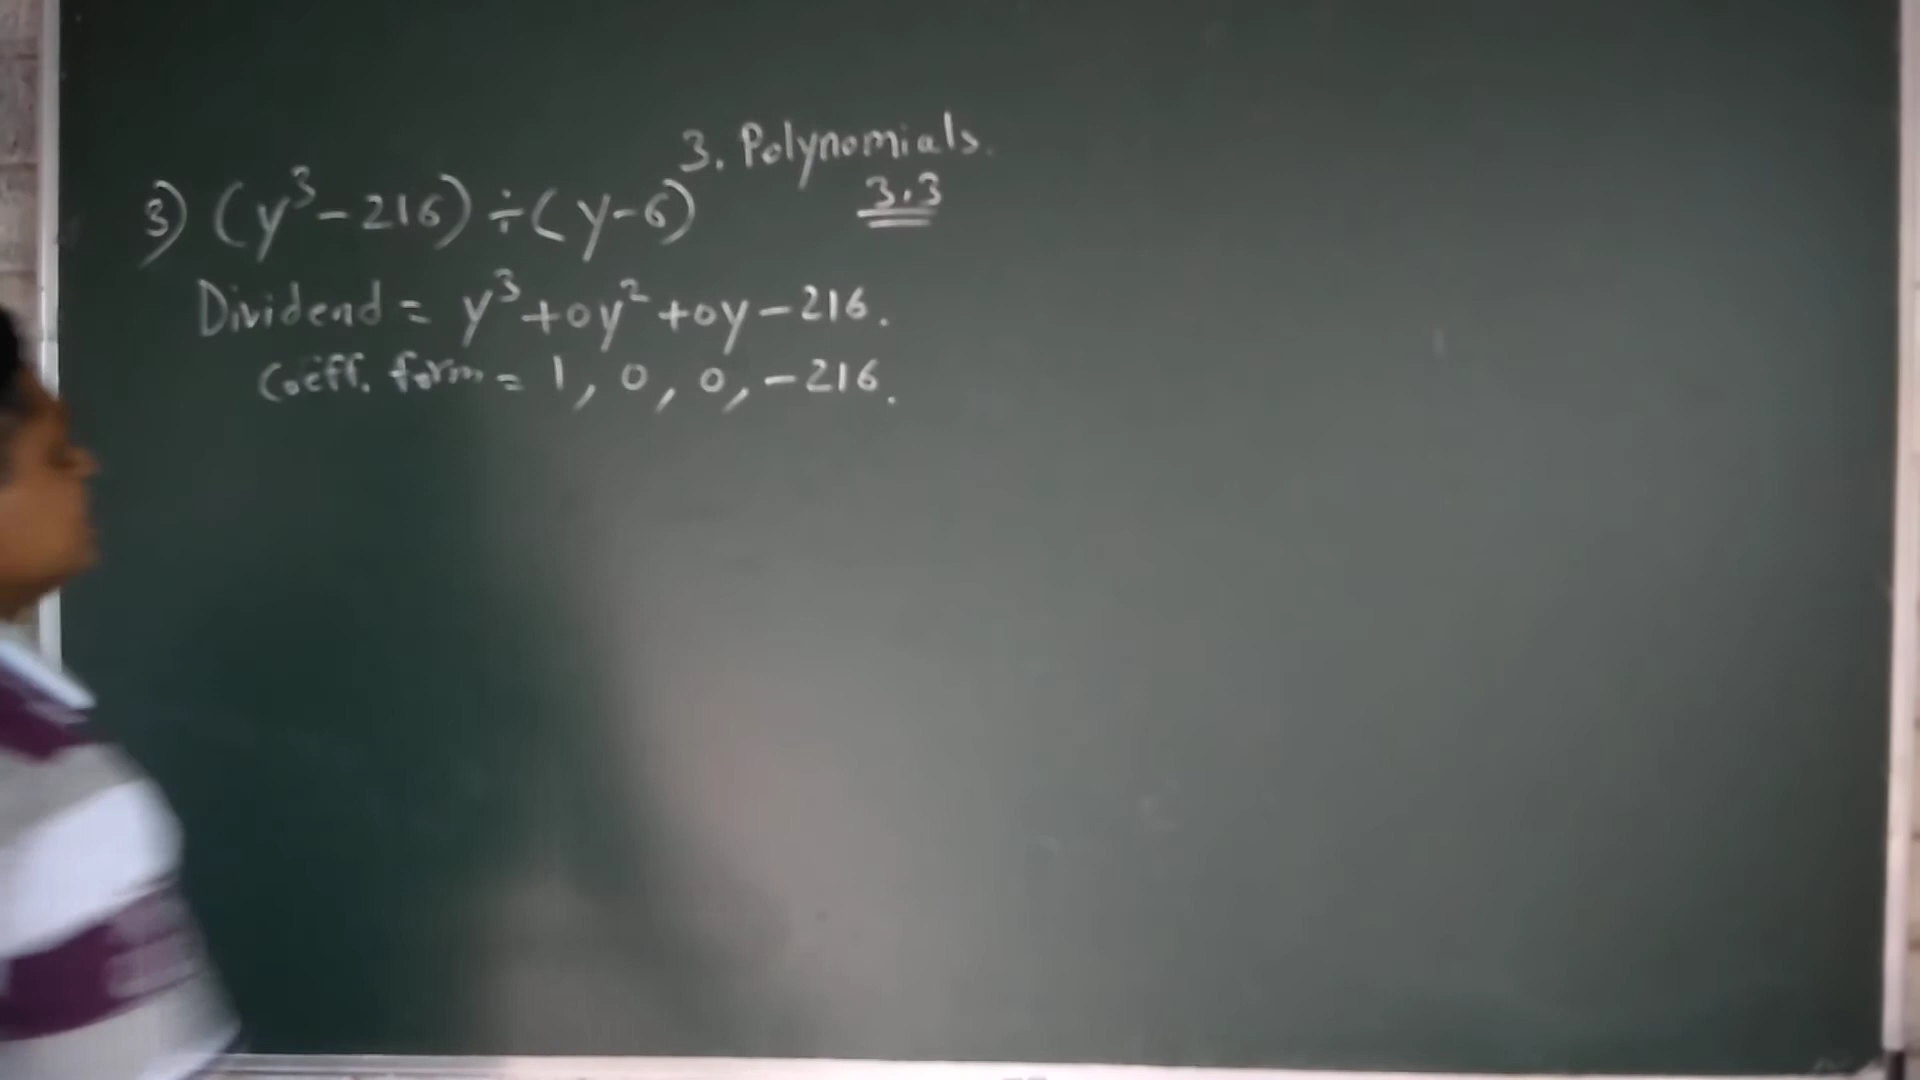 3. Polynomials.
3.3
3) (y³-216)÷(y-6)
Dividend = y³+0y²+0y-216.
Coeff. form = 1, 0, 0, -216.